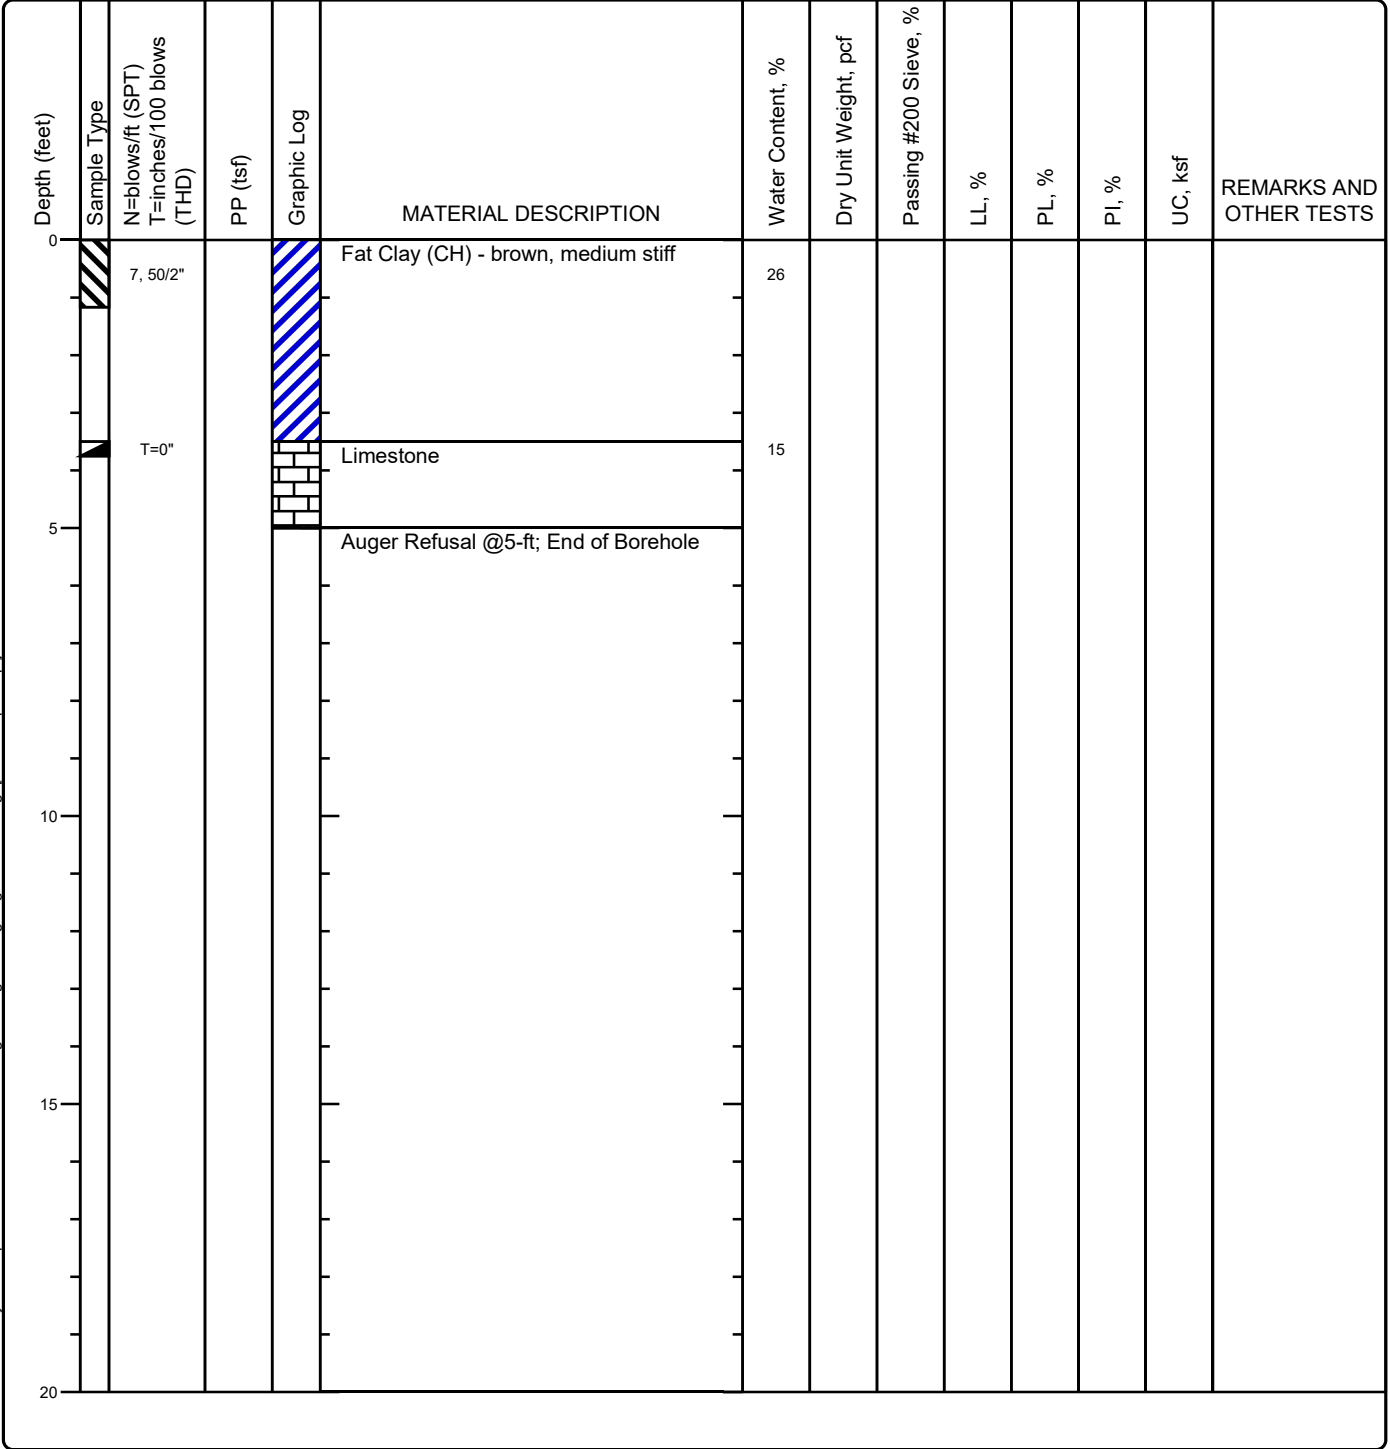 Depth (feet)
Sample Type
N=blows/ft (SPT)
T=inches/100 blows
(THD)
PP (tsf)
Graphic Log
MATERIAL DESCRIPTION
Water Content, %
Dry Unit Weight, pcf
Passing #200 Sieve, %
LL, %
PL, %
PI, %
UC, ksf
REMARKS AND
OTHER TESTS
0
Fat Clay (CH) - brown, medium stiff
7, 50/2"
26
T=0"
15
Limestone
5
Auger Refusal @5-ft; End of Borehole
10
15
20